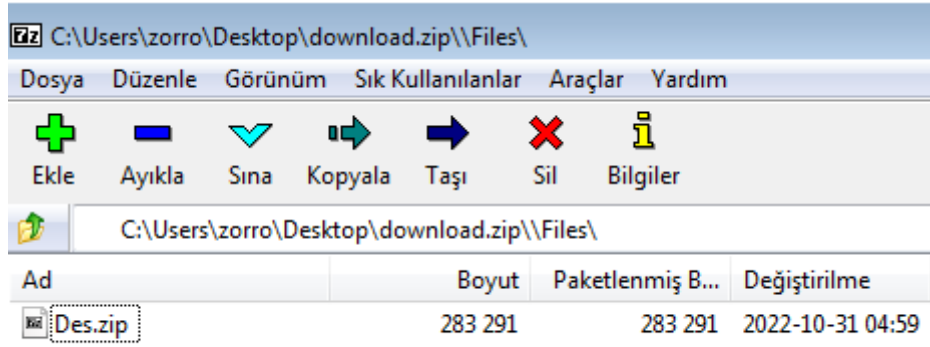 C:\Users\zorro\Desktop\download.zip\\Files\
Dosya Düzenle Görünüm Sık Kullanılanlar Araçlar Yardım
Ekle Ayıkla Sına Kopyala Taşı Sil Bilgiler
C:\Users\zorro\Desktop\download.zip\\Files\
Ad Boyut Paketlenmiş B... Değiştirilme
Des.zip 283 291 283 291 2022-10-31 04:59